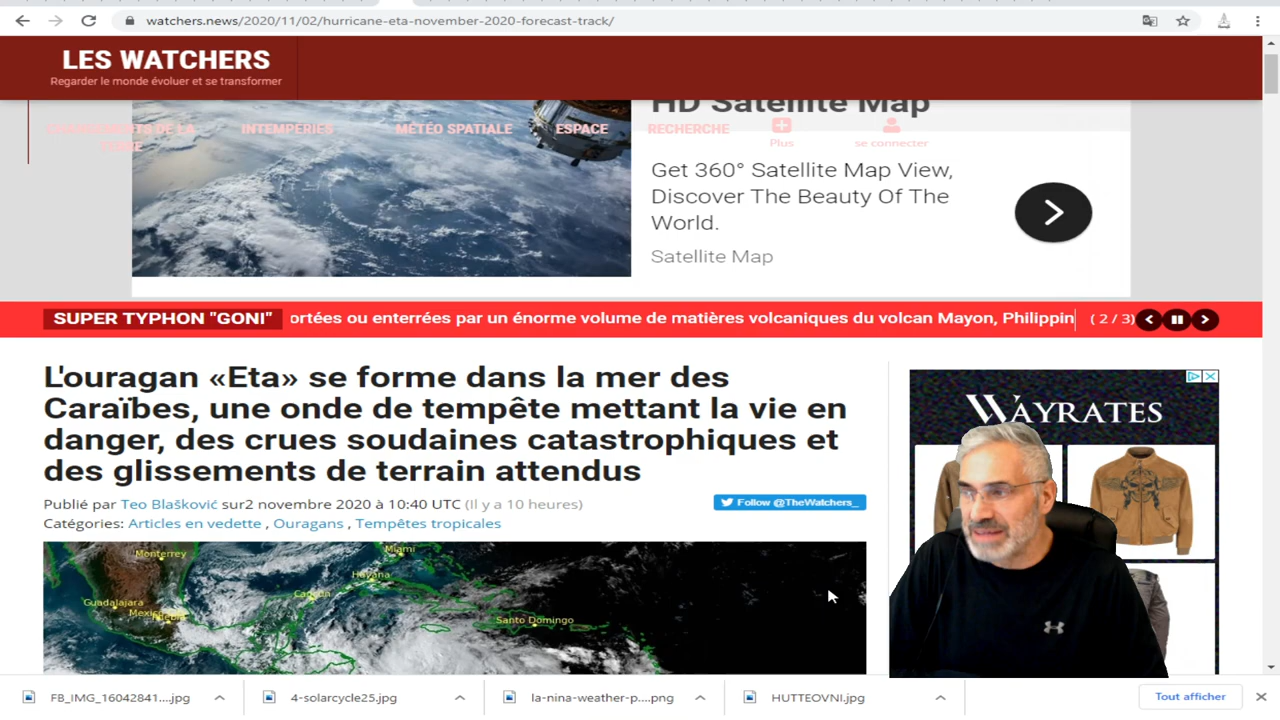 watchers.news/2020/11/02/hurricane-eta-november-2020-forecast-track/
LES WATCHERS
Regarder le monde évoluer et se transformer
HD Satellite Map
INTEMPÉRIES
MÉTÉO SPATIALE
ESPACE
RECHERCHE
Plus
se connecter
Get 360° Satellite Map View,
Discover The Beauty Of The
World.
Satellite Map
SUPER TYPHON "GONI" ortées ou enterrées par un énorme volume de matières volcaniques du volcan Mayon, Philippin ( 2 / 3)
L'ouragan «Eta» se forme dans la mer des
Caraïbes, une onde de tempête mettant la vie en
danger, des crues soudaines catastrophiques et
des glissements de terrain attendus
Publié par Teo Blašković sur2 novembre 2020 à 10:40 UTC (Il y a 10 heures)
Follow @TheWatchers_
Catégories: Articles en vedette , Ouragans , Tempêtes tropicales
WAYRATES
Monterrey
Miami
Havana
Cancun
Guadalajara
Santo Domingo
FB_IMG_16042841....jpg
4-solarcycle25.jpg
la-nina-weather-p....png
HUTTEOVNI.jpg
Tout afficher